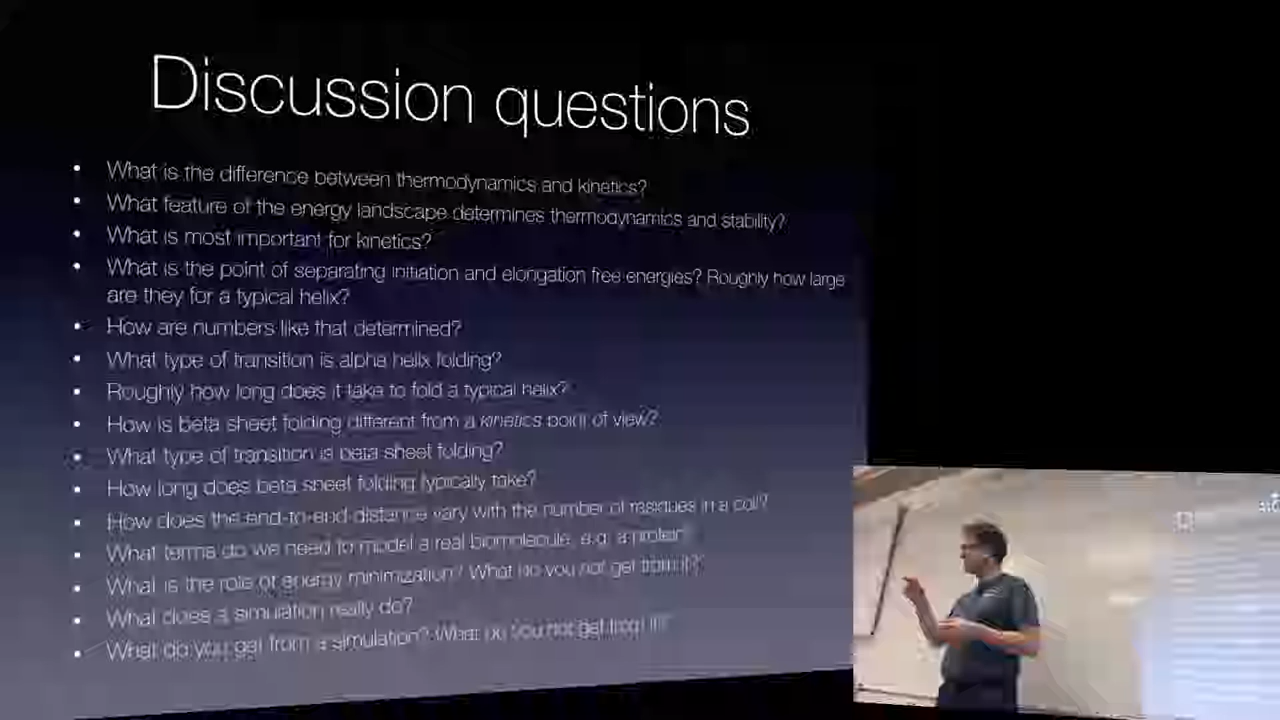 Discussion questions
• What is the difference between thermodynamics and kinetics?
• What feature of the energy landscape determines thermodynamics and stability?
• What is most important for kinetics?
• What is the point of separating initiation and elongation free energies? Roughly how large
are they for a typical helix?
• How are numbers like that determined?
• What type of transition is alpha helix folding?
• Roughly how long does it take to fold a typical helix?
• How is beta sheet folding different from a kinetics point of view?
• What type of transition is beta sheet folding?
• How long does beta sheet folding typically take?
• How does the end-to-end-distance vary with the number of residues in a coil?
• What terms do we need to model a real biomolecule, e.g. a protein?
• What is the role of energy minimization? What do you not get from it?
• What does a simulation really do?
• What do you get from a simulation? What do you not get from it?